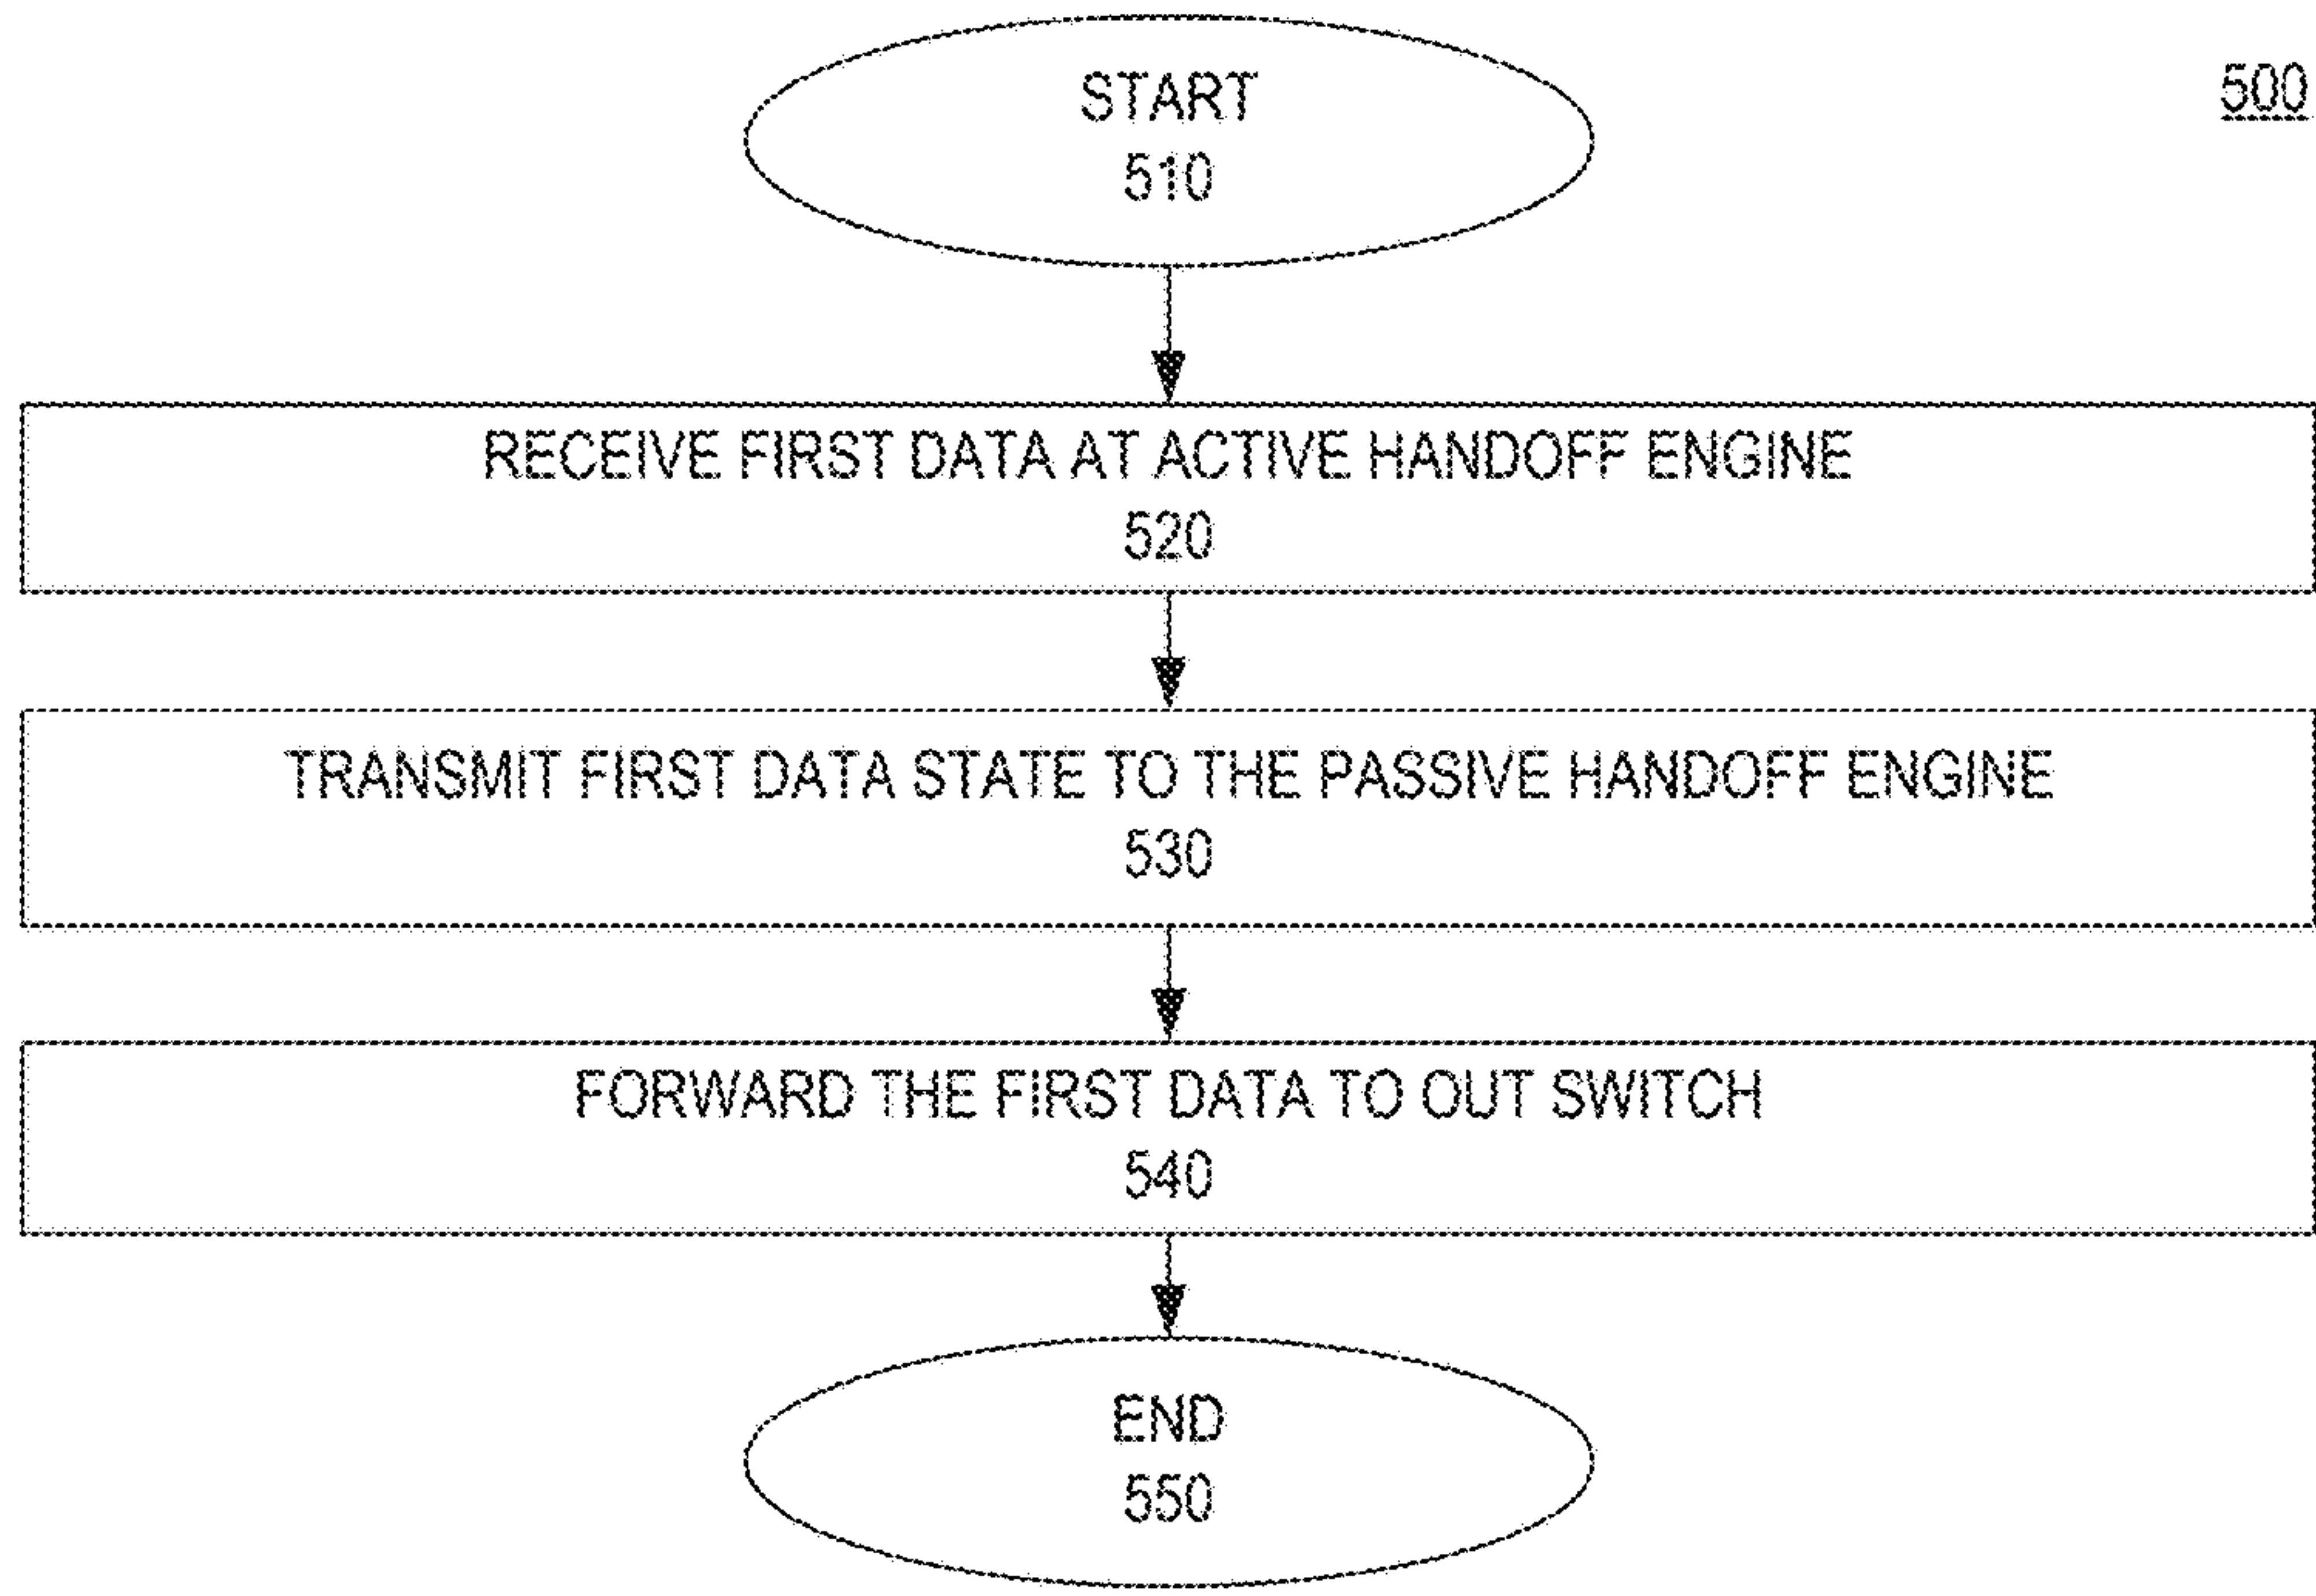 START
510
500
RECEIVE FIRST DATA AT ACTIVE HANDOFF ENGINE
520
TRANSMIT FIRST DATA STATE TO THE PASSIVE HANDOFF ENGINE
530
FORWARD THE FIRST DATA TO OUT SWITCH
540
END
550